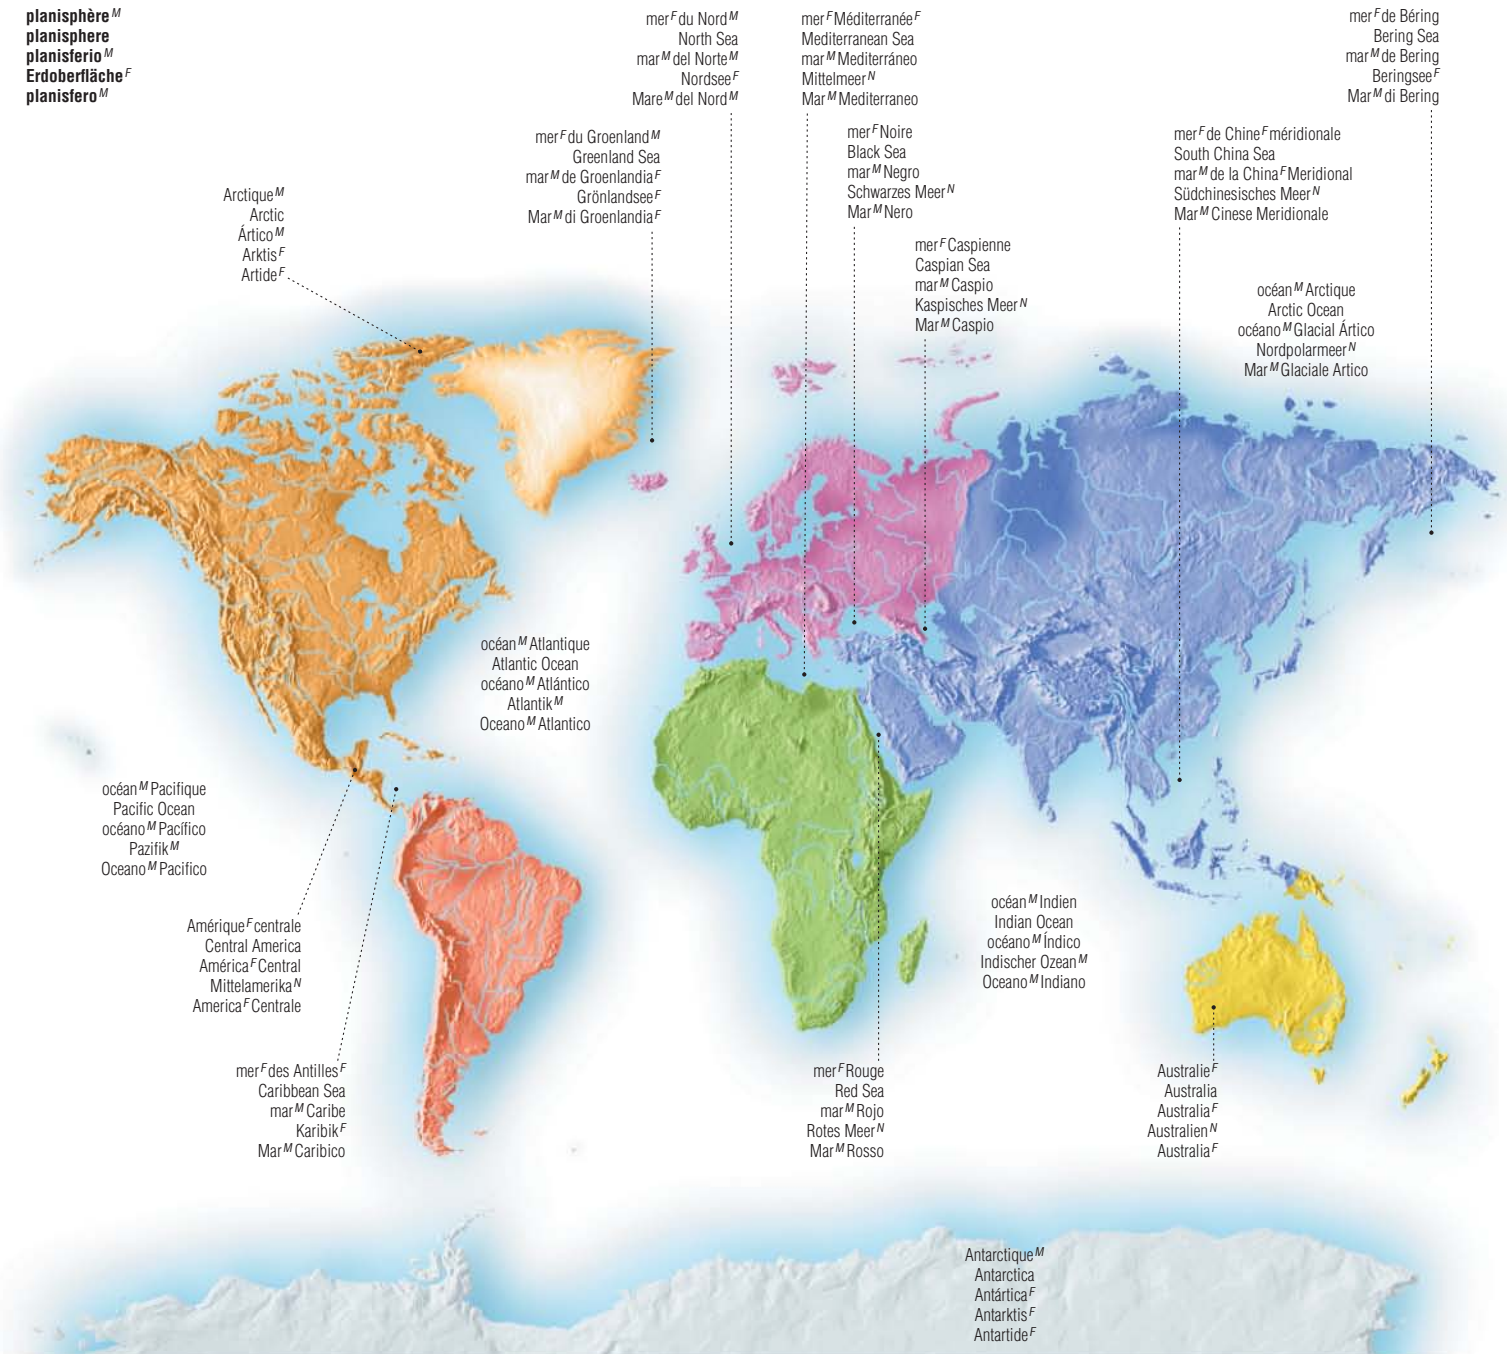 planisphère M
planisphere
planisferio M
Erdoberfläche F
planisfero M
mer F du Nord M
North Sea
mar M del Norte M
Nordsee F
Mare M del Nord M
mer F Méditerranée F
Mediterranean Sea
mar M Mediterráneo
Mittelmeer N
Mar M Mediterraneo
mer F de Béring
Bering Sea
mar M de Bering
Beringsee F
Mar M di Bering
mer F du Groenland M
Greenland Sea
mar M de Groenlandia F
Grönlandsee F
Mar M di Groenlandia F
mer F Noire
Black Sea
mar M Negro
Schwarzes Meer N
Mar M Nero
mer F de Chine F méridionale
South China Sea
mar M de la China F Meridional
Südchinesisches Meer N
Mar M Cinese Meridionale
Arctique M
Arctic
Ártico M
Arktis F
Artide F
mer F Caspienne
Caspian Sea
mar M Caspio
Kaspisches Meer N
Mar M Caspio
océan M Arctique
Arctic Ocean
océano M Glacial Ártico
Nordpolarmeer N
Mar M Glaciale Artico
océan M Atlantique
Atlantic Ocean
océano M Atlántico
Atlantik M
Oceano M Atlantico
océan M Pacifique
Pacific Ocean
océano M Pacífico
Pazifik M
Oceano M Pacifico
Amérique F centrale
Central America
América F Central
Mittelamerika N
America F Centrale
océan M Indien
Indian Ocean
océano M Índico
Indischer Ozean M
Oceano M Indiano
mer F des Antilles F
Caribbean Sea
mar M Caribe
Karibik F
Mar M Caribico
mer F Rouge
Red Sea
mar M Rojo
Rotes Meer N
Mar M Rosso
Australie F
Australia
Australia F
Australien N
Australia F
Antarctique M
Antarctica
Antártica F
Antarktis F
Antartide F